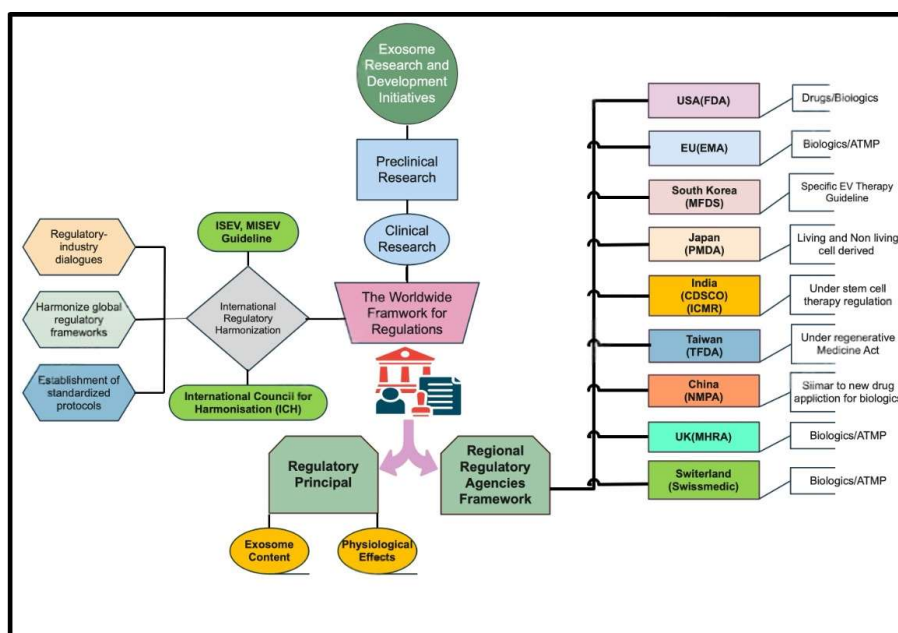 Exosome
Research and
Development
Initiatives
Preclinical
Research
Clinical
Research
The Worldwide
Framwork for
Regulations
ISEV, MISEV
Guideline
International
Regulatory
Harmonization
International Council for
Harmonisation (ICH)
Regulatory-
industry
dialogues
Harmonize global
regulatory
frameworks
Establishment of
standardized
protocols
Regulatory
Principal
Exosome
Content
Physiological
Effects
Regional
Regulatory
Agencies
Framework
USA(FDA)
Drugs/Biologics
EU(EMA)
Biologics/ATMP
South Korea
(MFDS)
Specific EV Therapy
Guideline
Japan
(PMDA)
Living and Non living
cell derived
India
(CDSCO)
(ICMR)
Under stem cell
therapy regulation
Taiwan
(TFDA)
Under regenerative
Medicine Act
China
(NMPA)
Siimar to new drug
appliction for biologics
UK(MHRA)
Biologics/ATMP
Switerland
(Swissmedic)
Biologics/ATMP